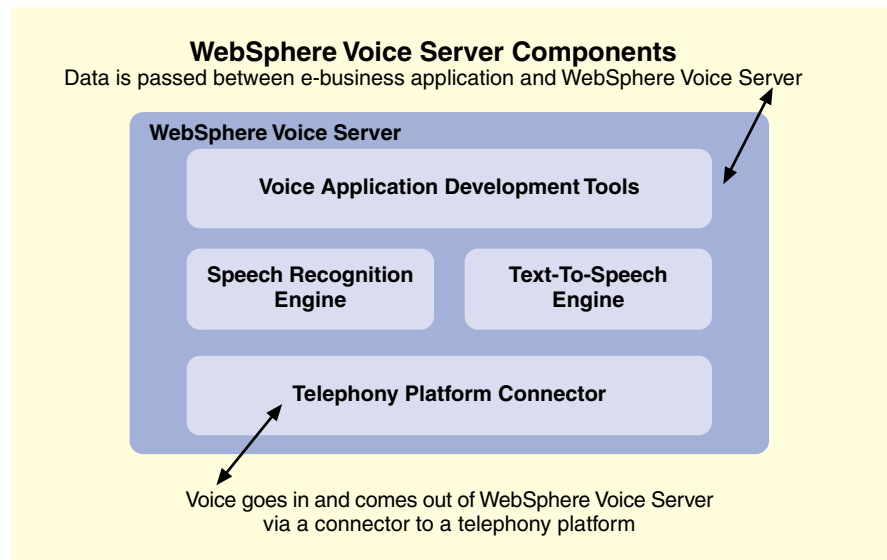 WebSphere Voice Server Components
Data is passed between e-business application and WebSphere Voice Server
WebSphere Voice Server
Voice Application Development Tools
Speech Recognition
Engine
Text-To-Speech
Engine
Telephony Platform Connector
Voice goes in and comes out of WebSphere Voice Server
via a connector to a telephony platform